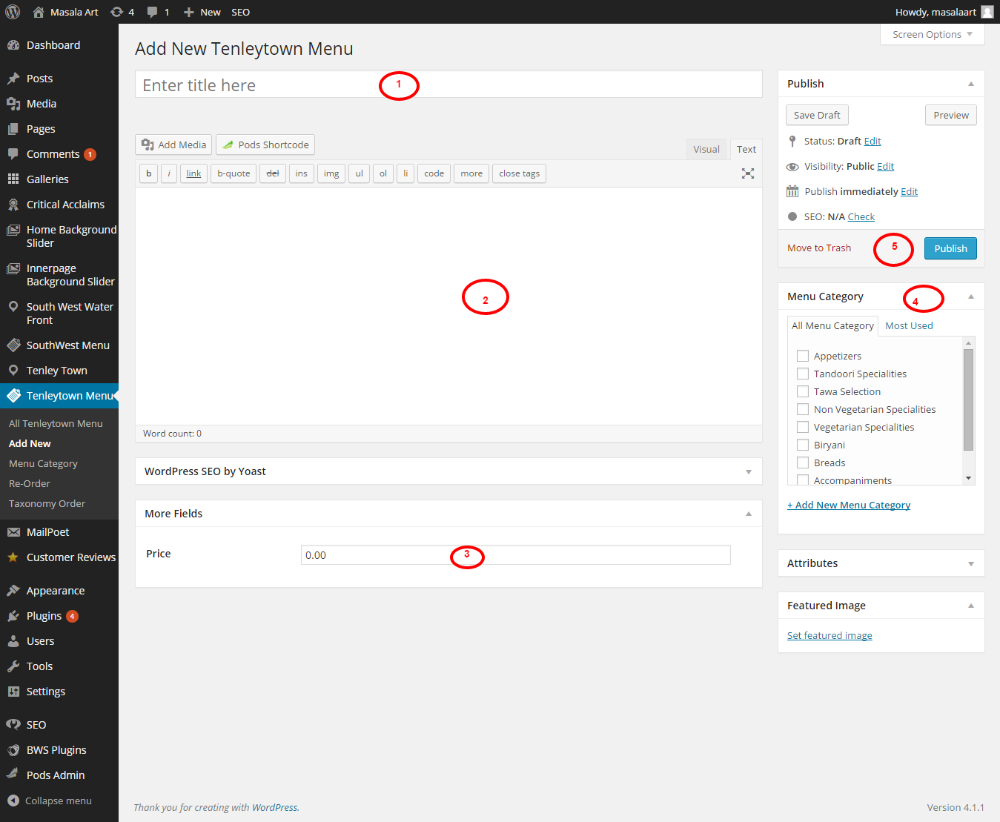 Masala Art
4
1
New
SEO
Howdy, masalaart
Dashboard
Posts
Media
Pages
Comments 1
Galleries
Critical Acclaims
Home Background
Slider
Innerpage
Background Slider
South West Water
Front
SouthWest Menu
Tenley Town
Tenleytown Menu
All Tenleytown Menu
Add New
Menu Category
Re-Order
Taxonomy Order
MailPoet
Customer Reviews
Appearance
Plugins 4
Users
Tools
Settings
SEO
BWS Plugins
Pods Admin
Collapse menu
Screen Options
Add New Tenleytown Menu
Enter title here
1
Add Media
Pods Shortcode
Visual
Text
b
i
link
b-quote
del
ins
img
ul
ol
li
code
more
close tags
2
Word count: 0
WordPress SEO by Yoast
More Fields
Price
0.00
3
Publish
Save Draft
Preview
Status: Draft Edit
Visibility: Public Edit
Publish immediately Edit
SEO: N/A Check
Move to Trash
5
Publish
Menu Category
4
All Menu Category
Most Used
Appetizers
Tandoori Specialities
Tawa Selection
Non Vegetarian Specialities
Vegetarian Specialities
Biryani
Breads
Accompaniments
+ Add New Menu Category
Attributes
Featured Image
Set featured image
Thank you for creating with WordPress.
Version 4.1.1